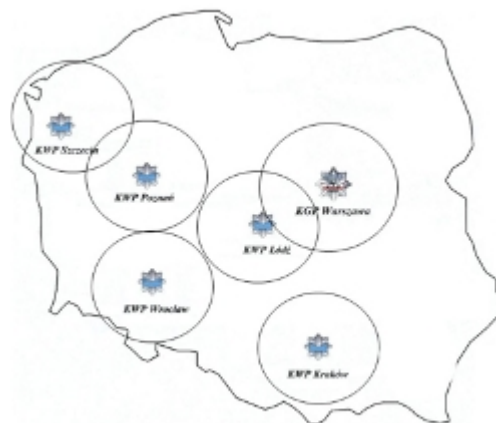 KWP Szczecin
KWP Poznań
KGP Warszawa
KWP Łódź
KWP Wrocław
KWP Kraków